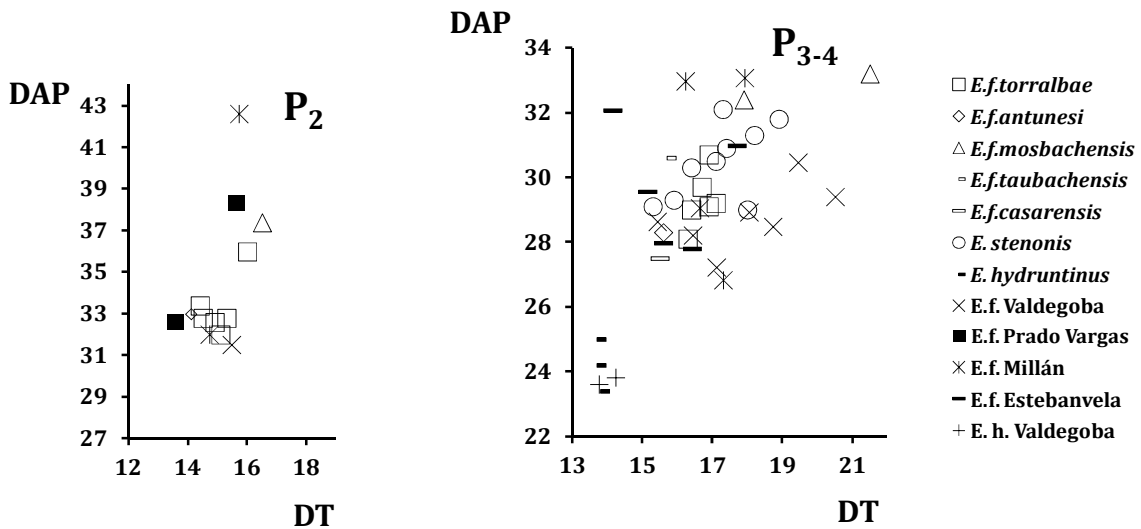 DAP
P2
43
41
39
37
35
33
31
29
27
12 14 16 18
DT
DAP
P3-4
34
32
30
28
26
24
22
13 15 17 19 21
DT
E.f.torralbae
E.f.antunesi
E.f.mosbachensis
E.f.taubachensis
E.f.casarensis
E. stenonis
E. hydruntinus
E.f. Valdegoba
E.f. Prado Vargas
E.f. Millán
E.f. Estebanvela
E. h. Valdegoba